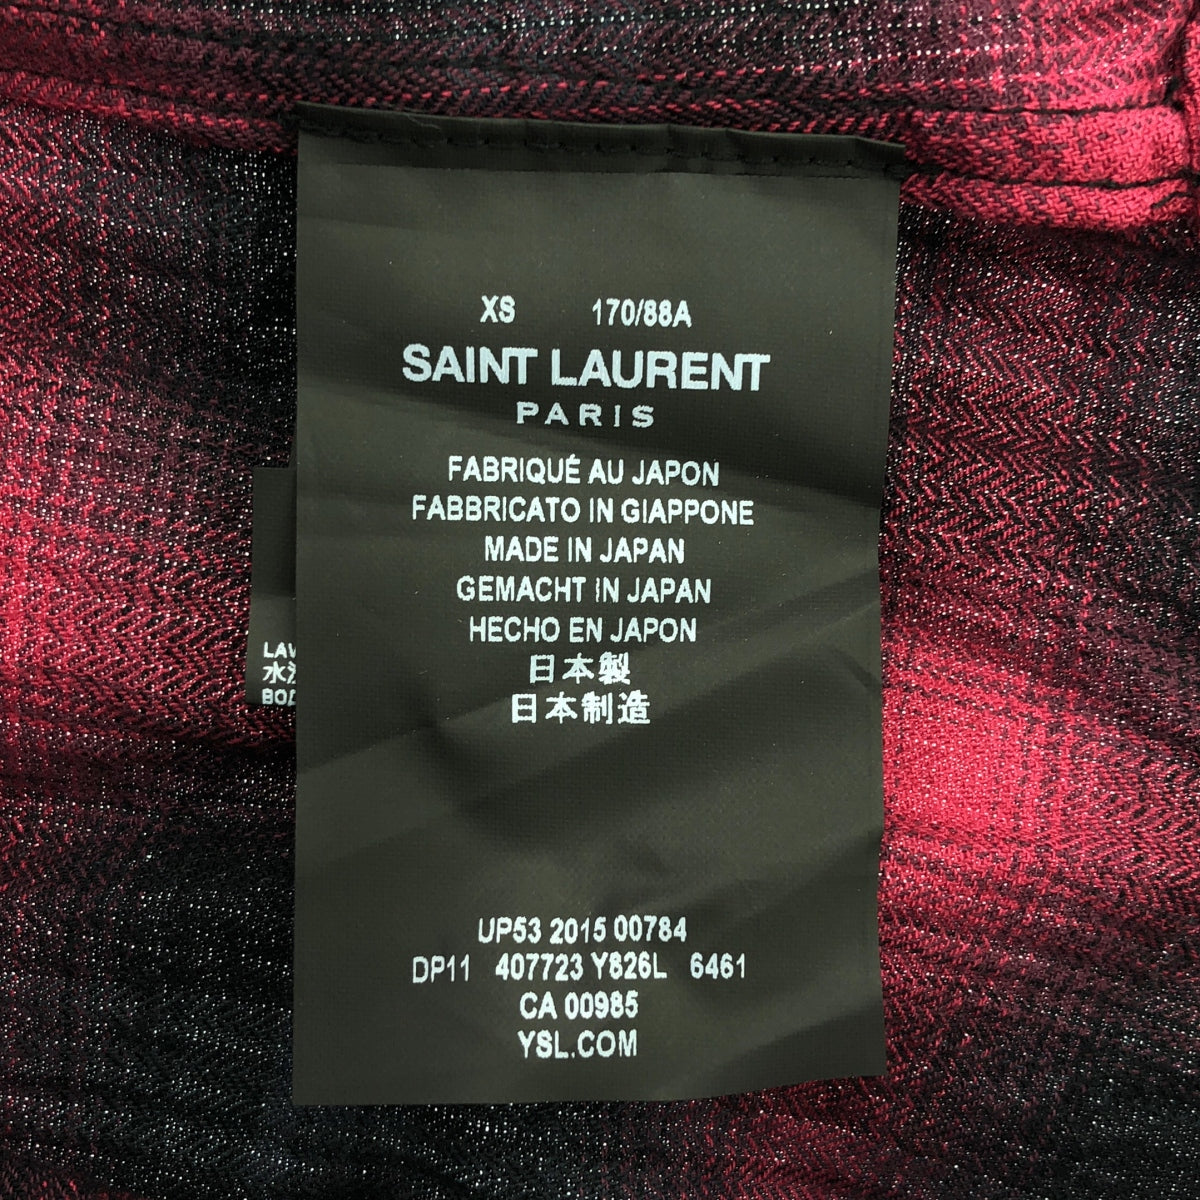 XS 170/88A
SAINT LAURENT
PARIS
FABRIQUÉ AU JAPON
FABBRICATO IN GIAPPONE
MADE IN JAPAN
GEMACHT IN JAPAN
HECHO EN JAPON
日本製
日本制造
UP53 2015 00784
DP11 407723 Y826L 6461
CA 00985
YSL.COM